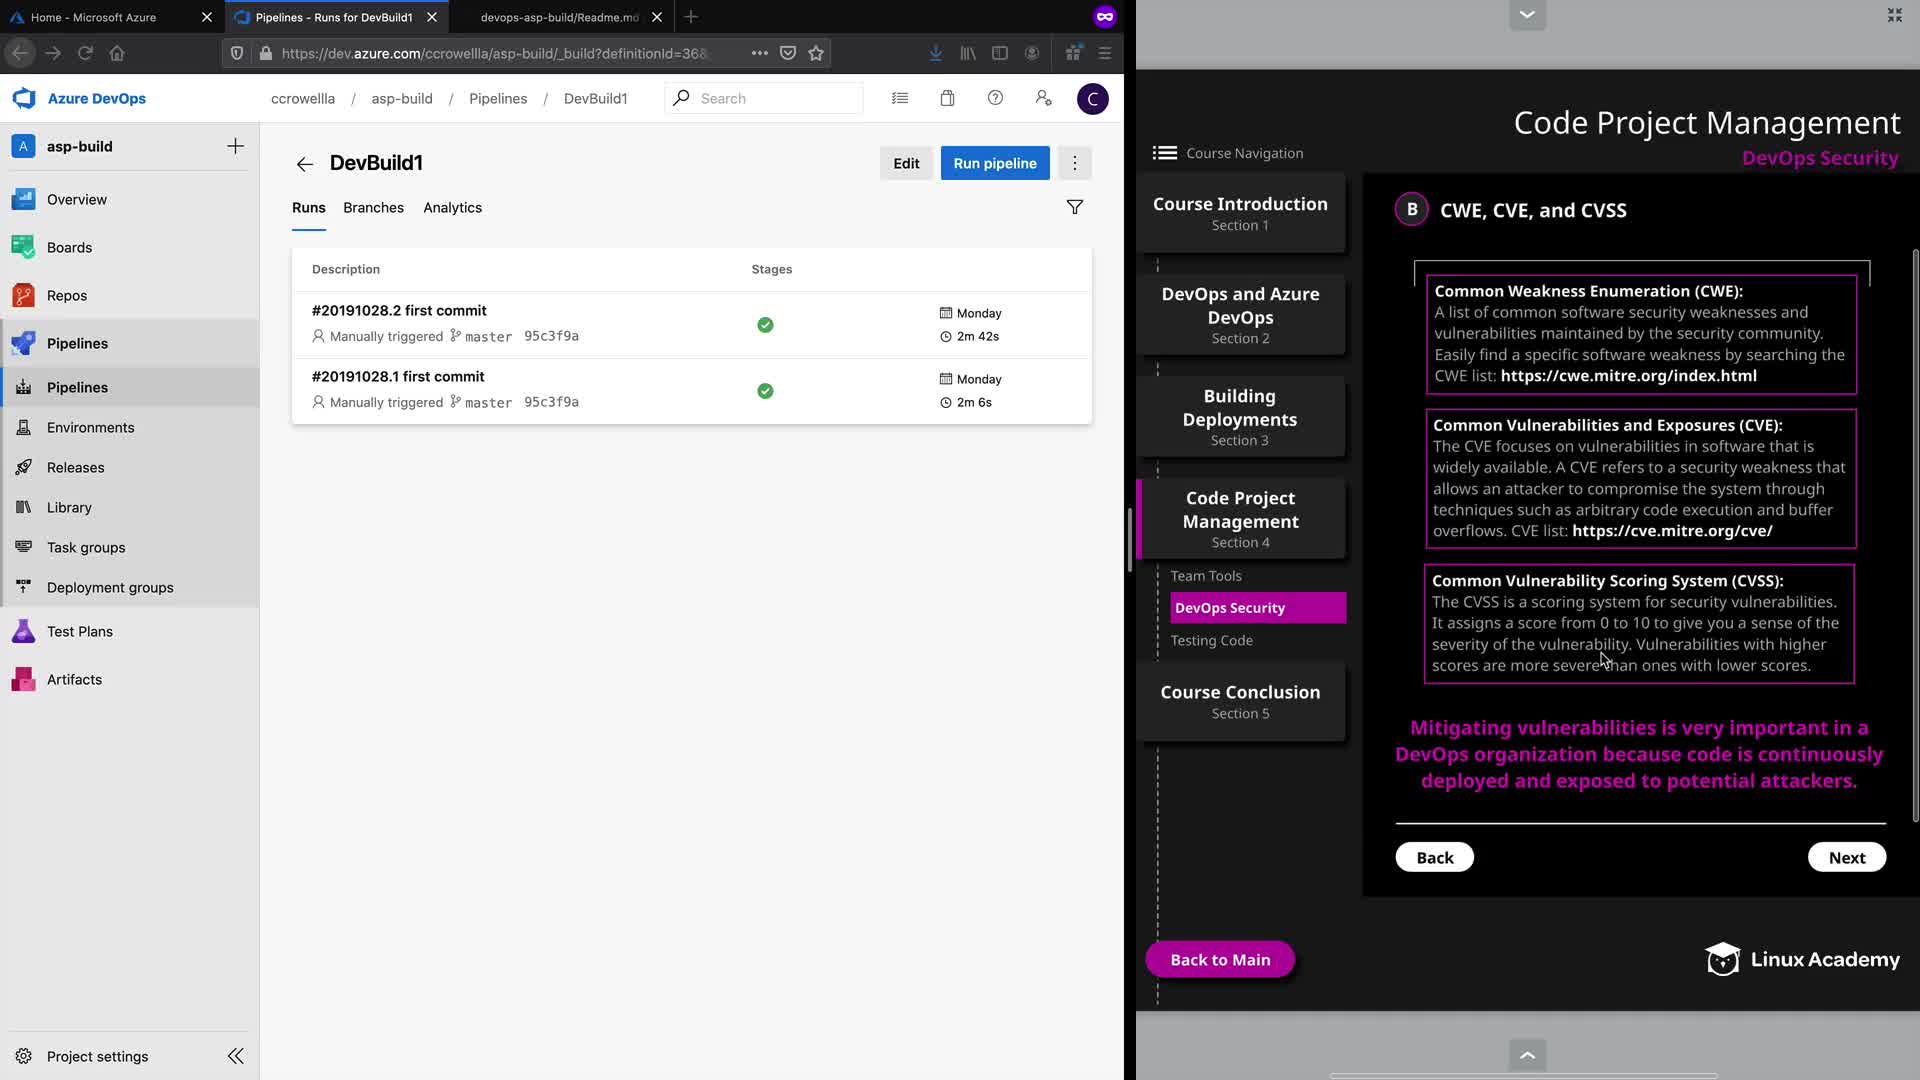 Home - Microsoft Azure
Pipelines - Runs for DevBuild1
devops-asp-build/Readme.md
https://dev.azure.com/ccrowellla/asp-build/_build?definitionId=36&
Azure DevOps
ccrowellla / asp-build / Pipelines / DevBuild1
Search
C
A asp-build
Overview
Boards
Repos
Pipelines
Pipelines
Environments
Releases
Library
Task groups
Deployment groups
Test Plans
Artifacts
Project settings
DevBuild1
Edit
Run pipeline
Runs Branches Analytics
Description Stages
#20191028.2 first commit
Manually triggered master 95c3f9a
Monday
2m 42s
#20191028.1 first commit
Manually triggered master 95c3f9a
Monday
2m 6s
Code Project Management
DevOps Security
Course Navigation
Course Introduction
Section 1
DevOps and Azure
DevOps
Section 2
Building
Deployments
Section 3
Code Project
Management
Section 4
Team Tools
DevOps Security
Testing Code
Course Conclusion
Section 5
Back to Main
B CWE, CVE, and CVSS
Common Weakness Enumeration (CWE):
A list of common software security weaknesses and
vulnerabilities maintained by the security community.
Easily find a specific software weakness by searching the
CWE list: https://cwe.mitre.org/index.html
Common Vulnerabilities and Exposures (CVE):
The CVE focuses on vulnerabilities in software that is
widely available. A CVE refers to a security weakness that
allows an attacker to compromise the system through
techniques such as arbitrary code execution and buffer
overflows. CVE list: https://cve.mitre.org/cve/
Common Vulnerability Scoring System (CVSS):
The CVSS is a scoring system for security vulnerabilities.
It assigns a score from 0 to 10 to give you a sense of the
severity of the vulnerability. Vulnerabilities with higher
scores are more severe than ones with lower scores.
Mitigating vulnerabilities is very important in a
DevOps organization because code is continuously
deployed and exposed to potential attackers.
Back
Next
Linux Academy